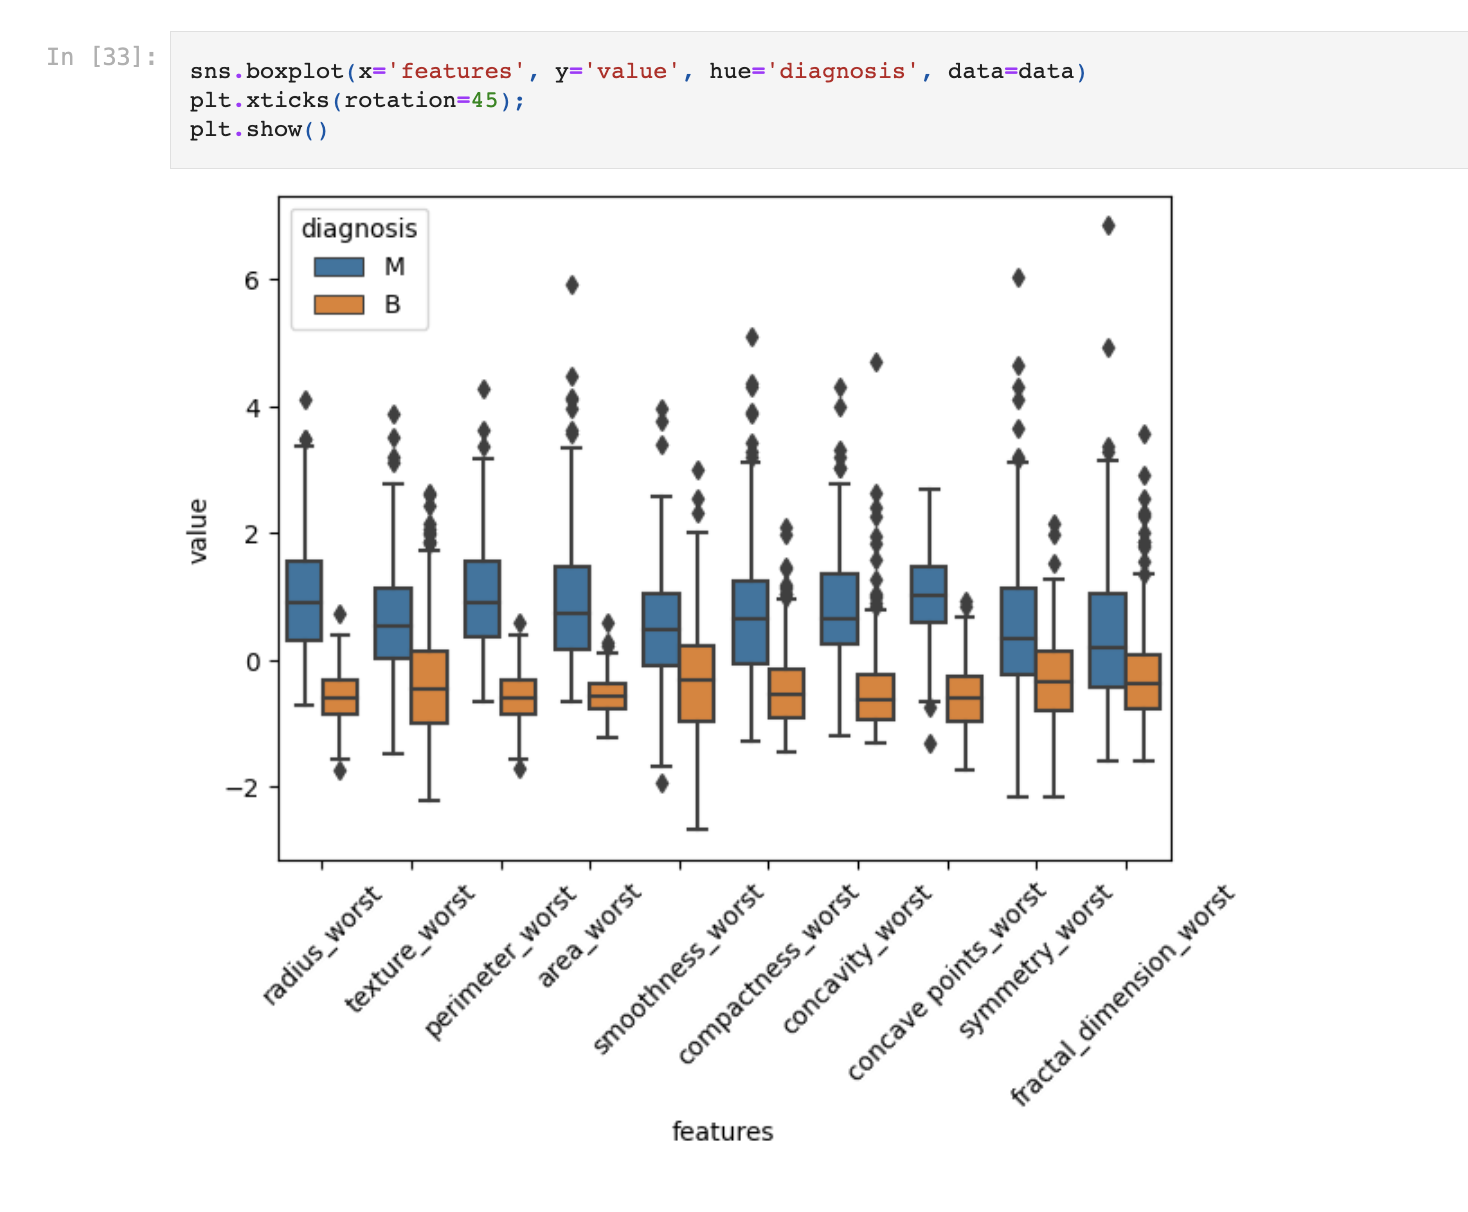 In [33]:
sns.boxplot(x='features', y='value', hue='diagnosis', data=data)
plt.xticks(rotation=45);
plt.show()
diagnosis
M
B
6
4
2
0
−2
value
radius_worst
texture_worst
perimeter_worst
area_worst
smoothness_worst
compactness_worst
concavity_worst
concave points_worst
symmetry_worst
fractal_dimension_worst
features